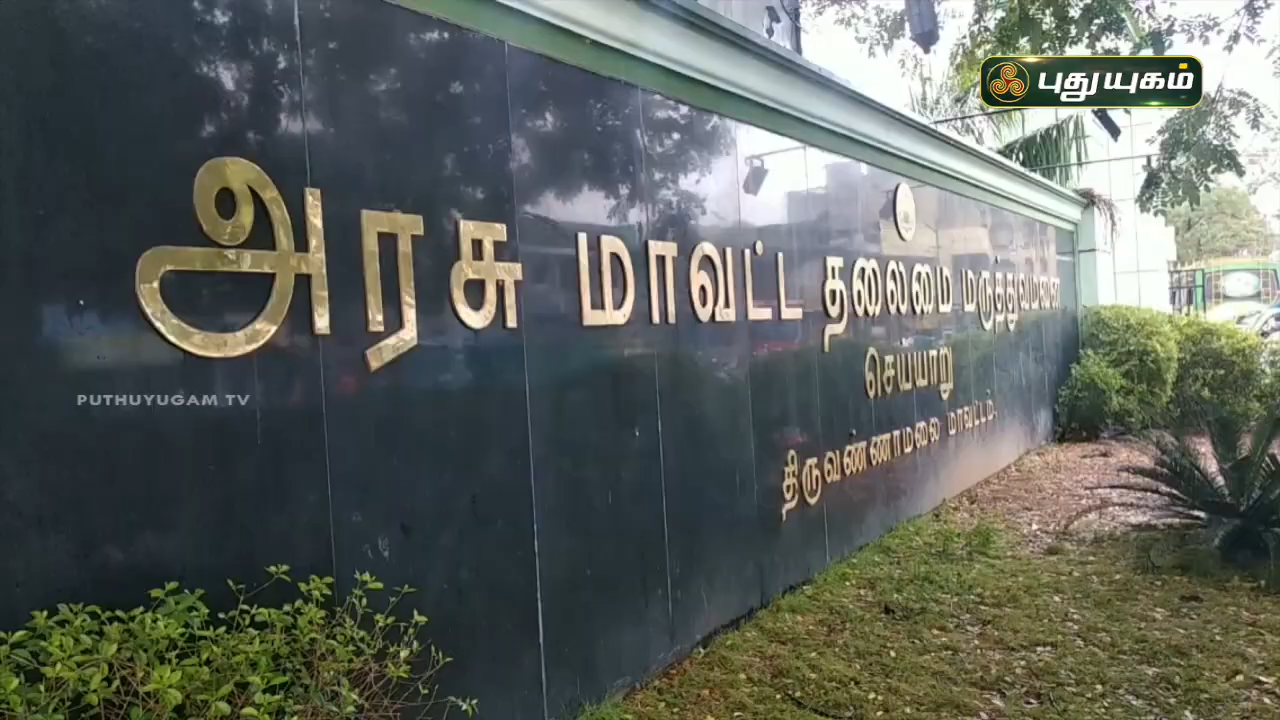 புதுயுகம்
அரசு மாவட்ட தலைமை மருத்துவமனை
செய்யாறு
PUTHUYUGAM TV
திருவண்ணாமலை மாவட்டம்.